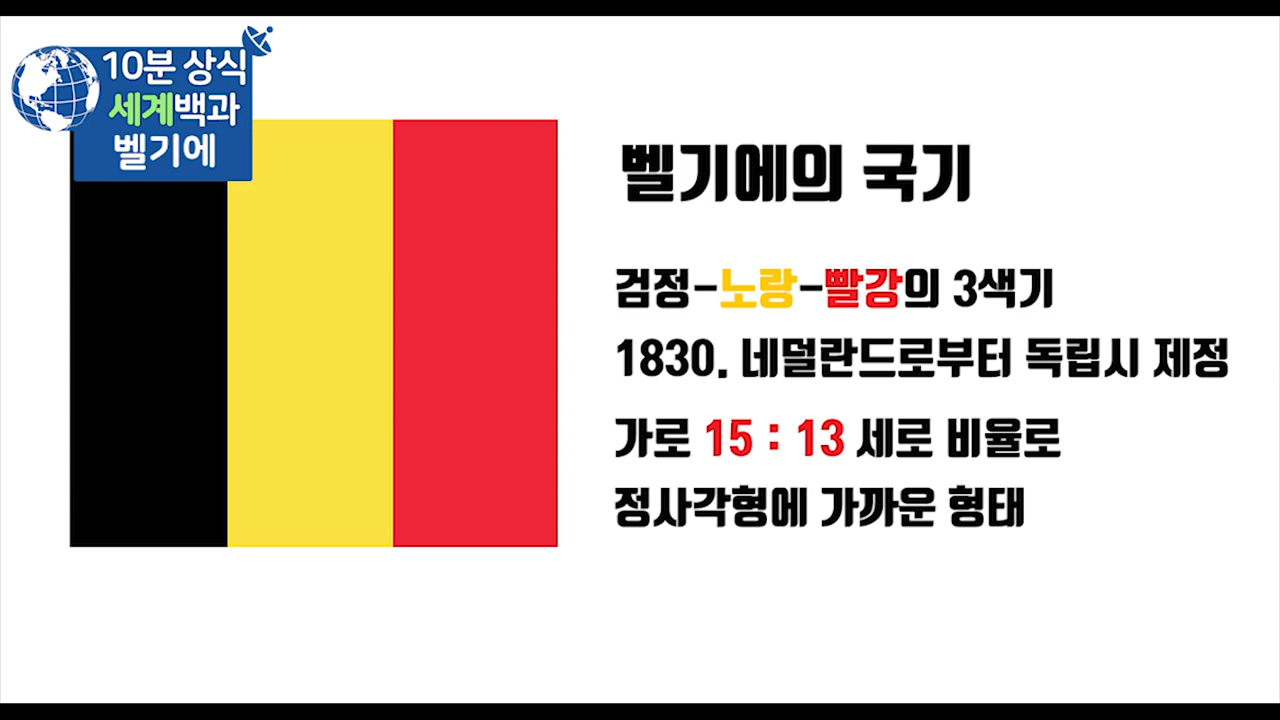 10분 상식
세계백과
벨기에
벨기에의 국기
검정-노랑-빨강의 3색기
1830. 네덜란드로부터 독립시 제정
가로 15 : 13 세로 비율로
정사각형에 가까운 형태